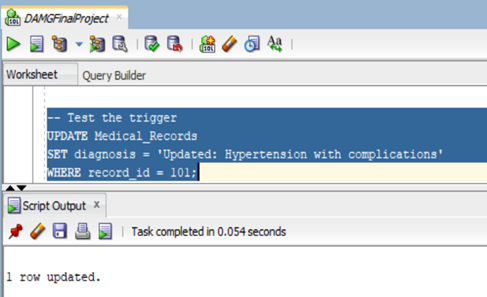 DAMGFinalProject
Worksheet Query Builder
-- Test the trigger
UPDATE Medical_Records
SET diagnosis = 'Updated: Hypertension with complications'
WHERE record_id = 101;
Script Output x
Task completed in 0.054 seconds
1 row updated.